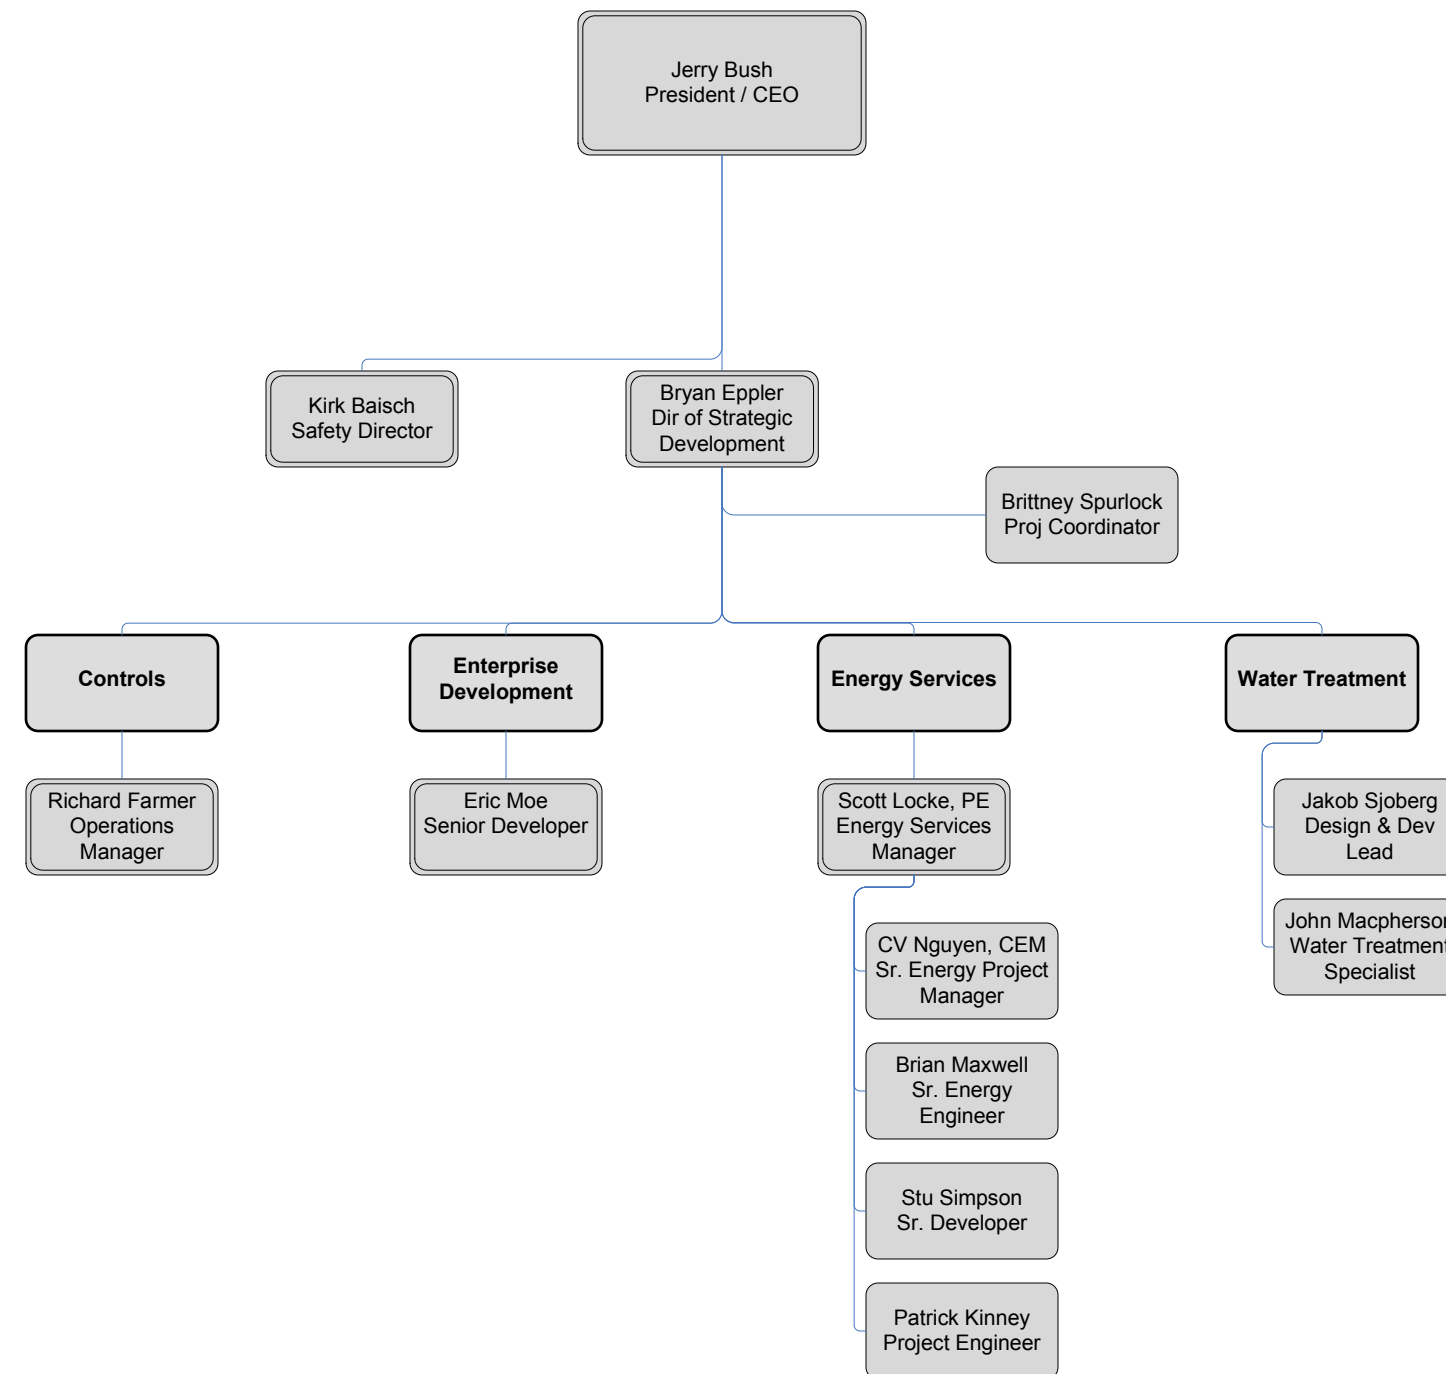 Jerry Bush
President / CEO
Kirk Baisch
Safety Director
Bryan Eppler
Dir of Strategic
Development
Brittney Spurlock
Proj Coordinator
Controls
Enterprise
Development
Energy Services
Water Treatment
Richard Farmer
Operations
Manager
Eric Moe
Senior Developer
Scott Locke, PE
Energy Services
Manager
CV Nguyen, CEM
Sr. Energy Project
Manager
Brian Maxwell
Sr. Energy
Engineer
Stu Simpson
Sr. Developer
Patrick Kinney
Project Engineer
Jakob Sjoberg
Design & Dev
Lead
John Macpherson
Water Treatment
Specialist